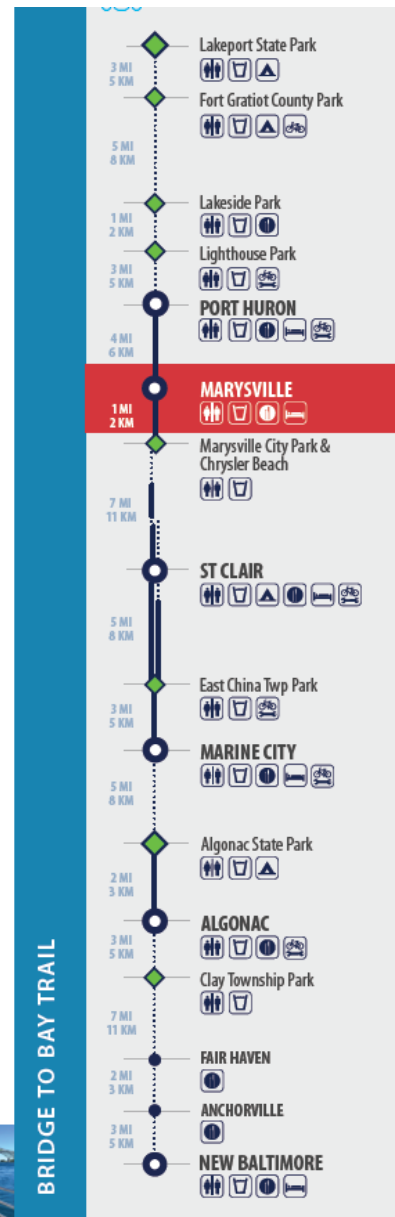 Lakeport State Park
3 MI
5 KM
Fort Gratiot County Park
5 MI
8 KM
Lakeside Park
1 MI
2 KM
Lighthouse Park
3 MI
5 KM
PORT HURON
4 MI
6 KM
MARYSVILLE
1 MI
2 KM
Marysville City Park &
Chrysler Beach
7 MI
11 KM
ST CLAIR
5 MI
8 KM
East China Twp Park
3 MI
5 KM
MARINE CITY
5 MI
8 KM
Algonac State Park
2 MI
3 KM
ALGONAC
3 MI
5 KM
Clay Township Park
7 MI
11 KM
FAIR HAVEN
2 MI
3 KM
ANCHORVILLE
3 MI
5 KM
NEW BALTIMORE
BRIDGE TO BAY TRAIL